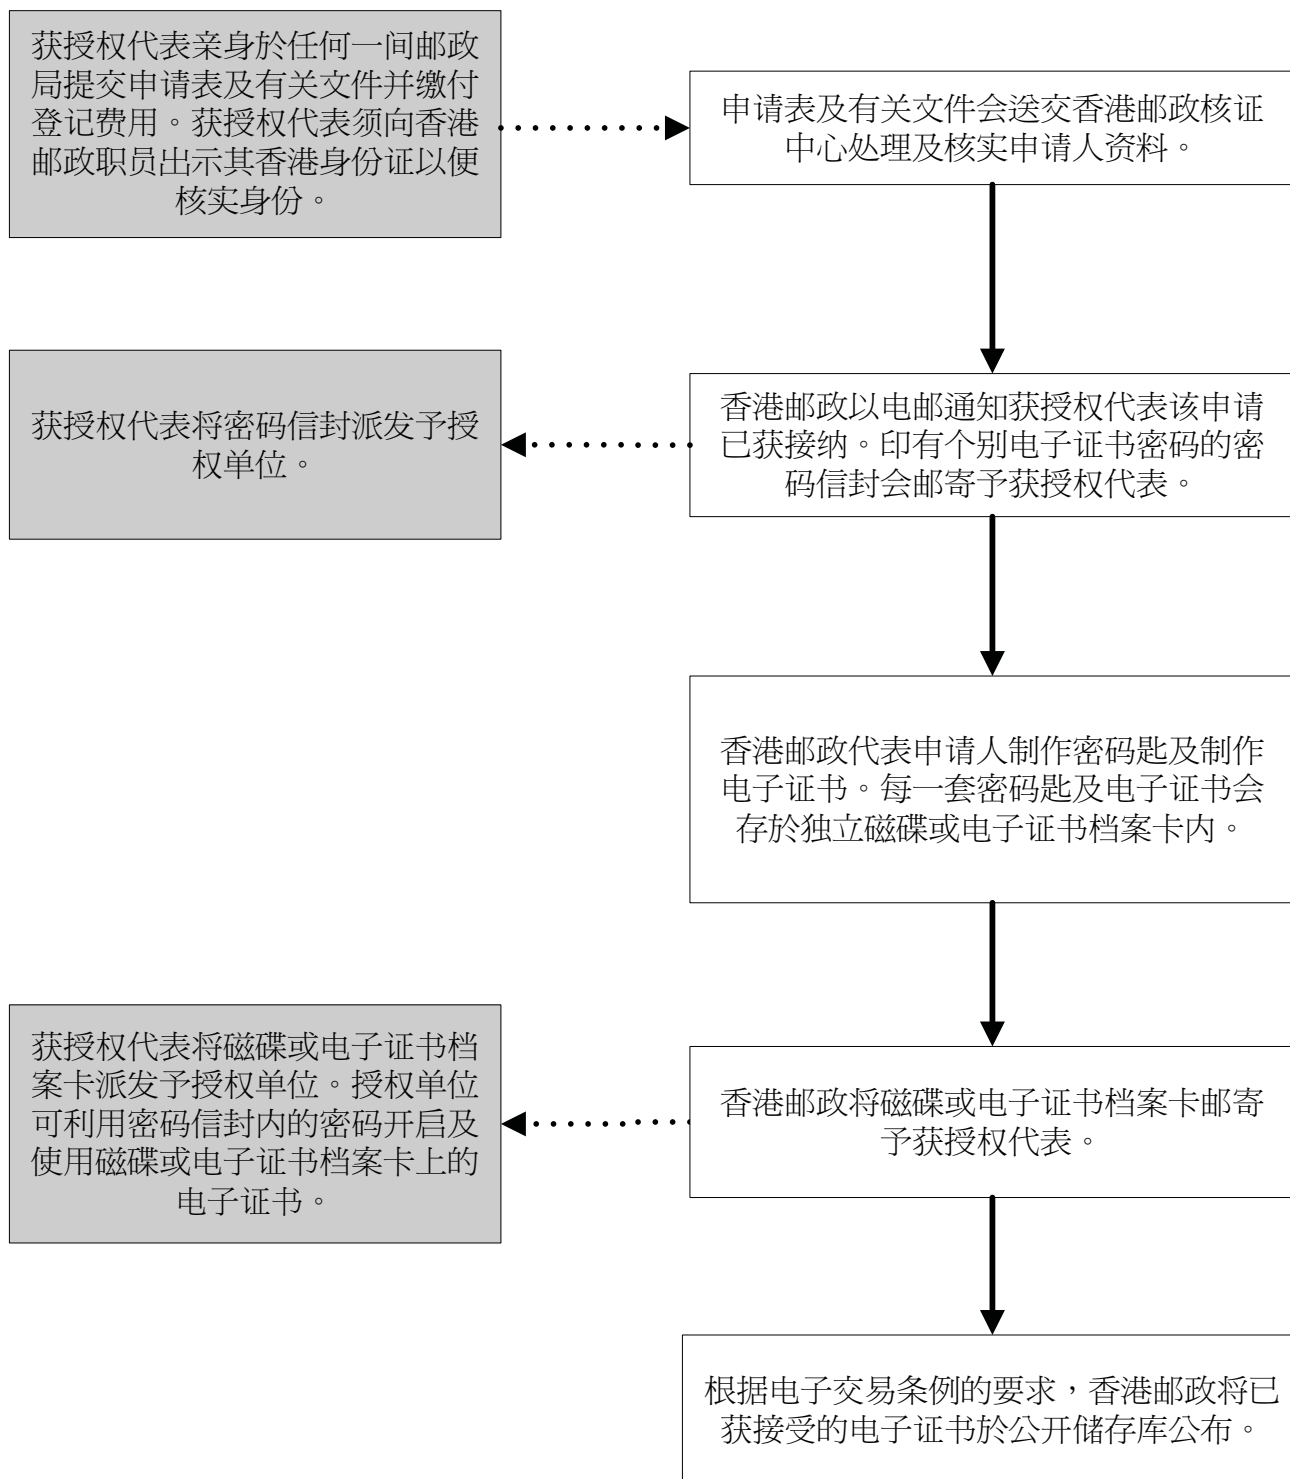 获授权代表亲身於任何一间邮政
局提交申请表及有关文件并缴付
登记费用。获授权代表须向香港
邮政职员出示其香港身份证以便
核实身份。
申请表及有关文件会送交香港邮政核证
中心处理及核实申请人资料。
获授权代表将密码信封派发予授
权单位。
香港邮政以电邮通知获授权代表该申请
已获接纳。印有个别电子证书密码的密
码信封会邮寄予获授权代表。
香港邮政代表申请人制作密码匙及制作
电子证书。每一套密码匙及电子证书会
存於独立磁碟或电子证书档案卡内。
获授权代表将磁碟或电子证书档
案卡派发予授权单位。授权单位
可利用密码信封内的密码开启及
使用磁碟或电子证书档案卡上的
电子证书。
香港邮政将磁碟或电子证书档案卡邮寄
予获授权代表。
根据电子交易条例的要求，香港邮政将已
获接受的电子证书於公开储存库公布。